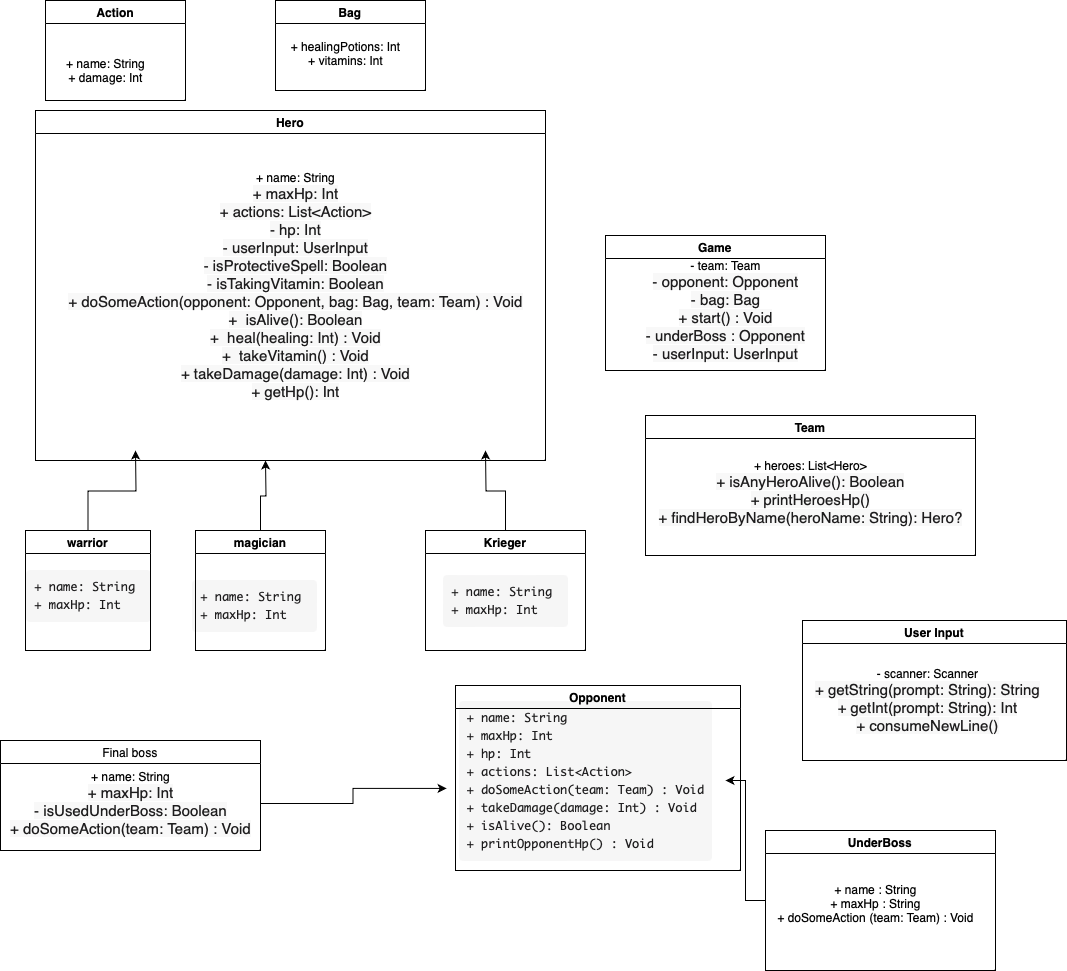 Action
+ name: String
+ damage: Int
Bag
+ healingPotions: Int
+ vitamins: Int
Hero
+ name: String
+ maxHp: Int
+ actions: List<Action>
- hp: Int
- userInput: UserInput
- isProtectiveSpell: Boolean
- isTakingVitamin: Boolean
+ doSomeAction(opponent: Opponent, bag: Bag, team: Team) : Void
+ isAlive(): Boolean
+ heal(healing: Int) : Void
+ takeVitamin() : Void
+ takeDamage(damage: Int) : Void
+ getHp(): Int
Game
- team: Team
- opponent: Opponent
- bag: Bag
+ start() : Void
- underBoss : Opponent
- userInput: UserInput
Team
+ heroes: List<Hero>
+ isAnyHeroAlive(): Boolean
+ printHeroesHp()
+ findHeroByName(heroName: String): Hero?
warrior
+ name: String
+ maxHp: Int
magician
+ name: String
+ maxHp: Int
Krieger
+ name: String
+ maxHp: Int
User Input
- scanner: Scanner
+ getString(prompt: String): String
+ getInt(prompt: String): Int
+ consumeNewLine()
Opponent
+ name: String
+ maxHp: Int
+ hp: Int
+ actions: List<Action>
+ doSomeAction(team: Team) : Void
+ takeDamage(damage: Int) : Void
+ isAlive(): Boolean
+ printOpponentHp() : Void
Final boss
+ name: String
+ maxHp: Int
- isUsedUnderBoss: Boolean
+ doSomeAction(team: Team) : Void
UnderBoss
+ name : String
+ maxHp : String
+ doSomeAction (team: Team) : Void